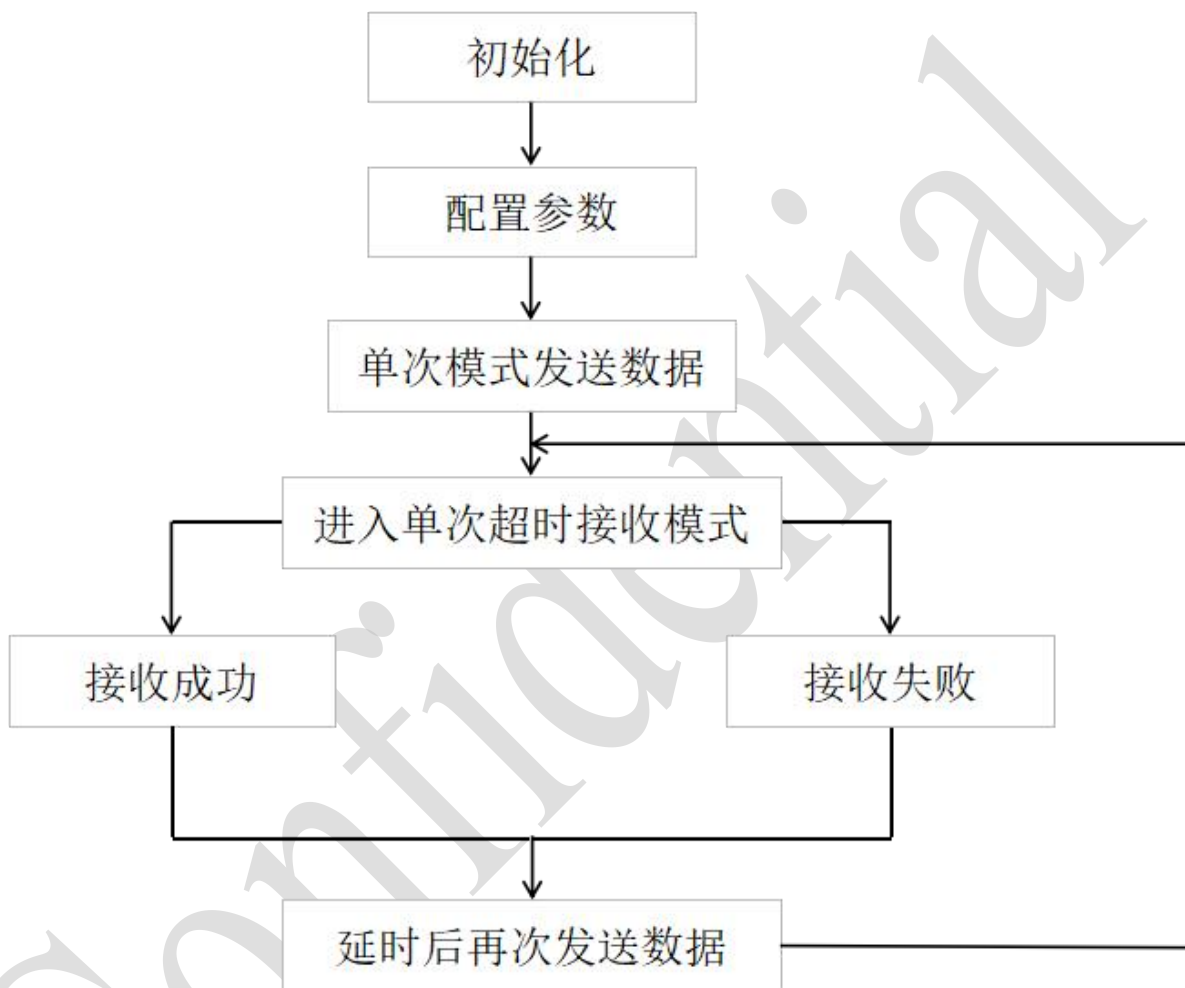 初始化
配置参数
单次模式发送数据
进入单次超时接收模式
接收成功
接收失败
延时后再次发送数据
Confidential